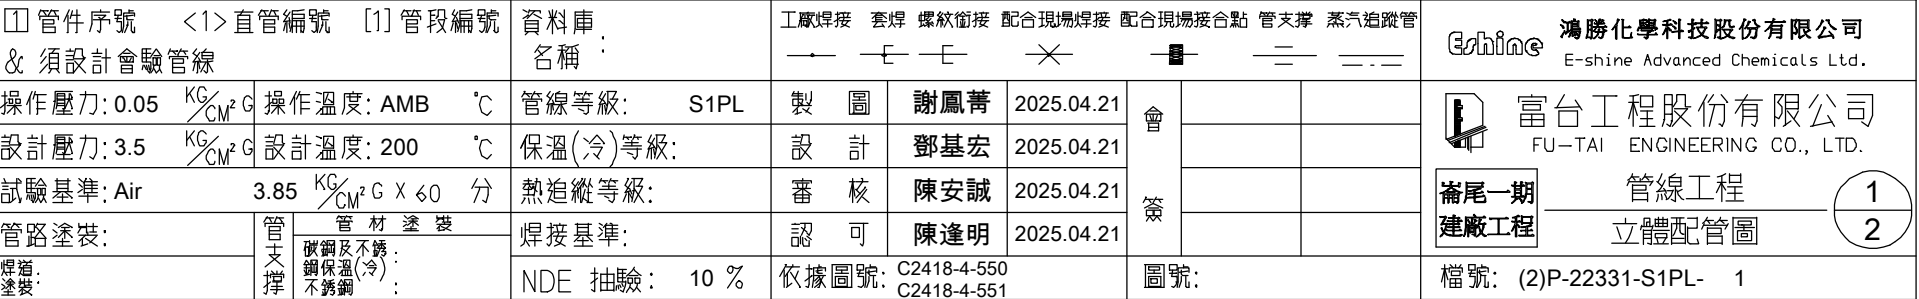 1 管件序號 <1>直管編號 [1]管段編號
& 須設計會驗管線
資料庫名稱 :
工廠焊接 套焊 螺紋銜接 配合現場焊接 配合現場接合點 管支撐 蒸汽追蹤管
Eshine 鴻勝化學科技股份有限公司
E-shine Advanced Chemicals Ltd.
操作壓力: 0.05 KG/CM² G 操作溫度: AMB °C 管線等級: S1PL 製 圖 謝鳳菁 2025.04.21
設計壓力: 3.5 KG/CM² G 設計溫度: 200 °C 保溫(冷)等級: 設 計 鄧基宏 2025.04.21
試驗基準: Air 3.85 KG/CM² G X 60 分 熱追縱等級: 審 核 陳安誠 2025.04.21
管路塗裝: 焊接基準: 認 可 陳逢明 2025.04.21
會簽
管支撐
管材塗裝
碳鋼及不銹鋼保溫(冷) :
不銹鋼 :
焊道塗裝:
NDE 抽驗: 10 %
依據圖號: C2418-4-550
C2418-4-551
圖號:
富台工程股份有限公司
FU-TAI ENGINEERING CO., LTD.
崙尾一期
建廠工程
管線工程
立體配管圖
1
2
檔號: (2)P-22331-S1PL- 1